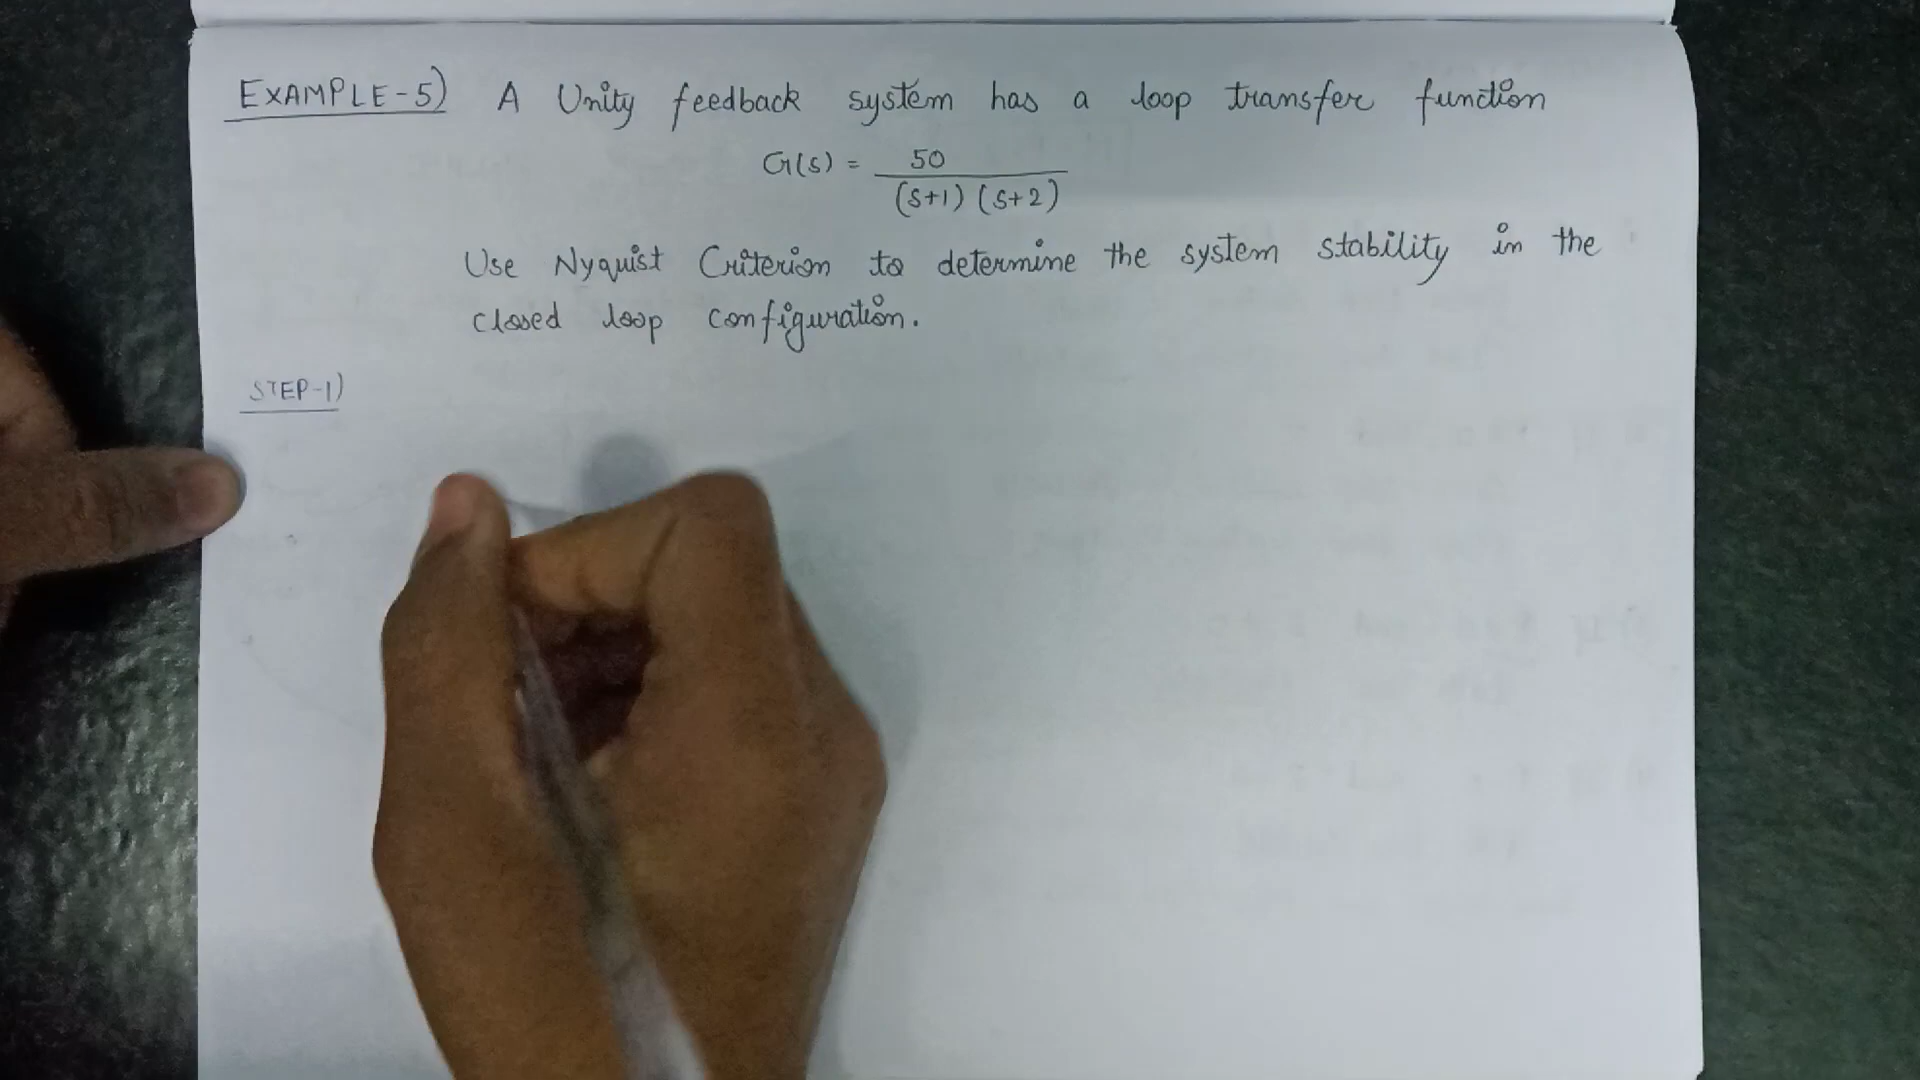 EXAMPLE-5) A Unity feedback system has a loop transfer function
G(s) = 50
(s+1) (s+2)
Use Nyquist Criterion to determine the system stability in the
closed loop configuration.
STEP-1)